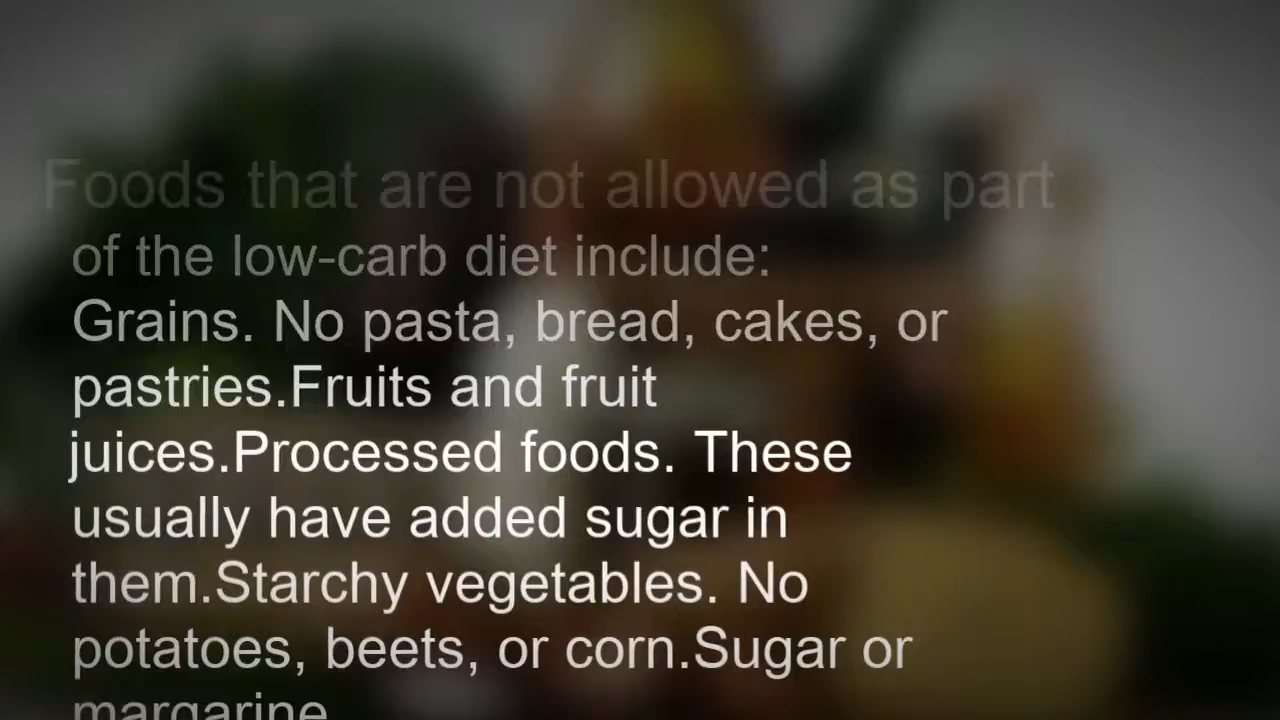 Foods that are not allowed as part
of the low-carb diet include:
Grains. No pasta, bread, cakes, or
pastries.Fruits and fruit
juices.Processed foods. These
usually have added sugar in
them.Starchy vegetables. No
potatoes, beets, or corn.Sugar or
margarine